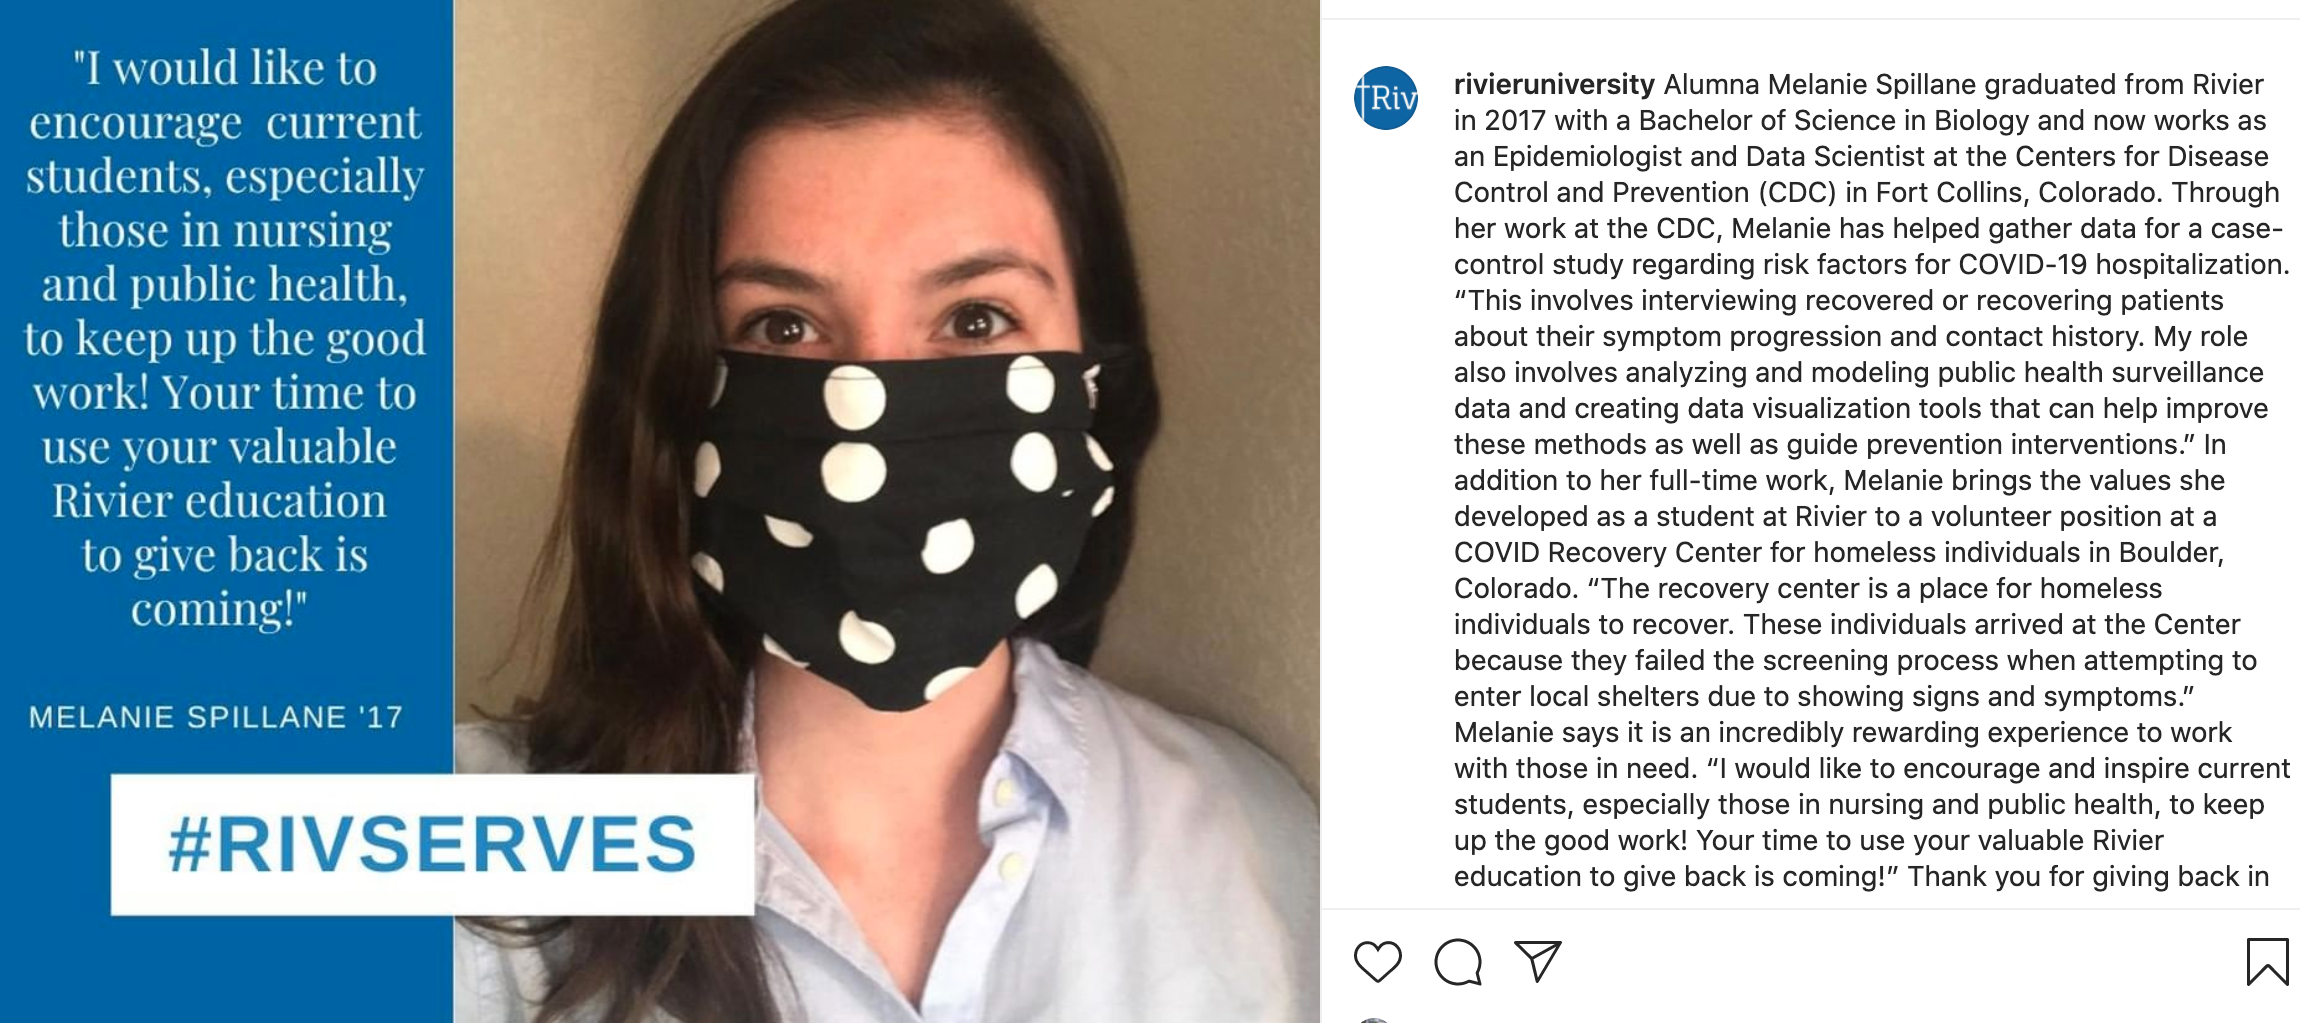 "I would like to
encourage current
students, especially
those in nursing
and public health,
to keep up the good
work! Your time to
use your valuable
Rivier education
to give back is
coming!"
MELANIE SPILLANE '17
#RIVSERVES
Riv
rivieruniversity Alumna Melanie Spillane graduated from Rivier
in 2017 with a Bachelor of Science in Biology and now works as
an Epidemiologist and Data Scientist at the Centers for Disease
Control and Prevention (CDC) in Fort Collins, Colorado. Through
her work at the CDC, Melanie has helped gather data for a case-
control study regarding risk factors for COVID-19 hospitalization.
“This involves interviewing recovered or recovering patients
about their symptom progression and contact history. My role
also involves analyzing and modeling public health surveillance
data and creating data visualization tools that can help improve
these methods as well as guide prevention interventions.” In
addition to her full-time work, Melanie brings the values she
developed as a student at Rivier to a volunteer position at a
COVID Recovery Center for homeless individuals in Boulder,
Colorado. “The recovery center is a place for homeless
individuals to recover. These individuals arrived at the Center
because they failed the screening process when attempting to
enter local shelters due to showing signs and symptoms.”
Melanie says it is an incredibly rewarding experience to work
with those in need. “I would like to encourage and inspire current
students, especially those in nursing and public health, to keep
up the good work! Your time to use your valuable Rivier
education to give back is coming!” Thank you for giving back in